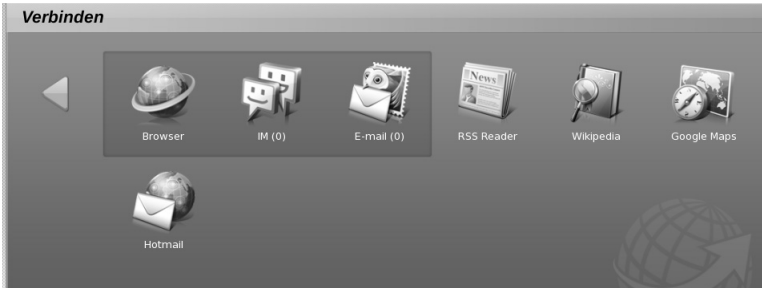 Verbinden
Browser
IM (0)
E-mail (0)
News
RSS Reader
Wikipedia
Google Maps
Hotmail